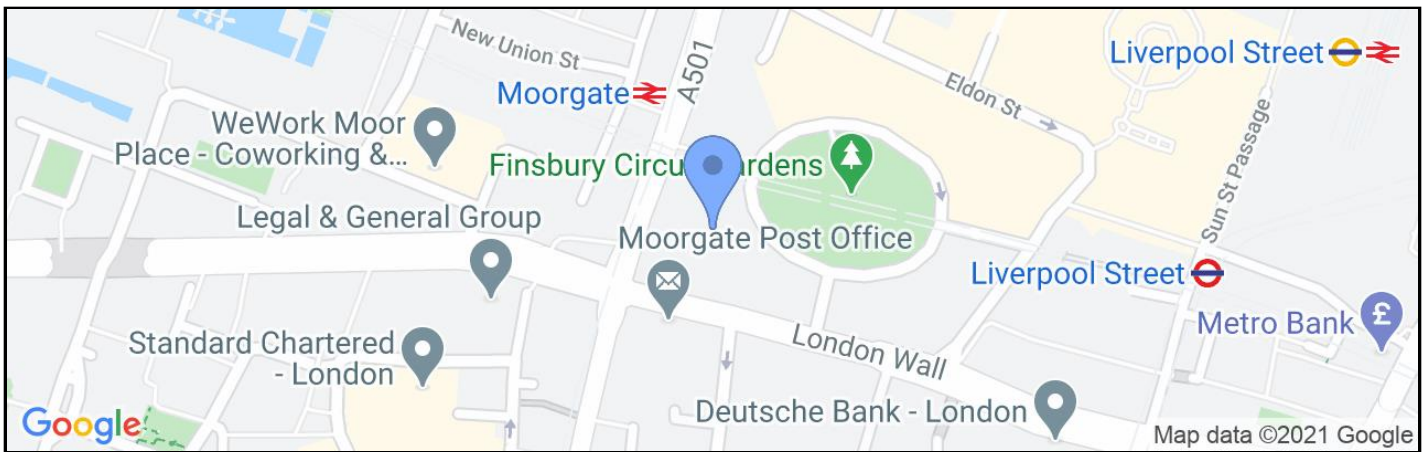 New Union St
A501
Liverpool Street
Moorgate
Eldon St
WeWork Moor
Place - Coworking &...
Finsbury Circu ardens
Sun St Passage
Legal & General Group
Moorgate Post Office
Liverpool Street
Metro Bank
£
Standard Chartered
- London
London Wall
Deutsche Bank - London
Google
Map data ©2021 Google